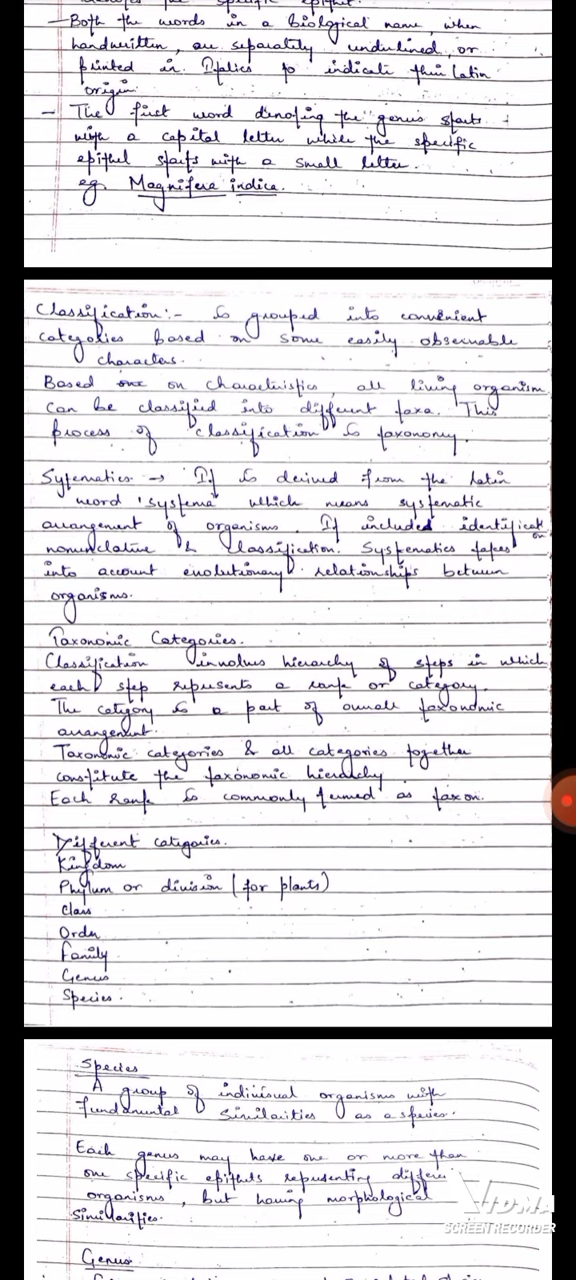 - Both the words in a biological name, when
handwritten, are separately underlined, or
printed in Italics to indicate their Latin
origin.
- The first word denoting the genus starts
with a capital letter while the specific
epithet starts with a small letter.
eg. Magnifera indica.
Classification:- is grouped into convenient
categories based on some easily observable
characters.
Based on characteristics, all living organism
can be classified into different taxa. This
process of classification is taxonomy.
Systematics → It is derived from the Latin
word 'systema' which means systematic
arrangement of organisms. It included identification
nomunclative & classification. Systematics takes
into account evolutionary relationships between
organisms.
Taxonomic Categories.
Classification involves hierarchy of steps in which
each step represents a rank or category.
The category is a part of overall taxonomic
arrangement.
Taxonomic categories & all categories together
constitute the taxonomic hierarchy.
Each Rank is commonly termed as taxon.
Different categories.
Kingdom
Phylum or division (for plants)
Class
Order
Family
Genus
Species.
Species
A group of indivisual organisms with
fundamental similarities as a species.
Each genus may have one or more than
one specific epithets representing differe
organisms, but having morphological
similarities.
Genus
VIDMA
SCREEN RECORDER